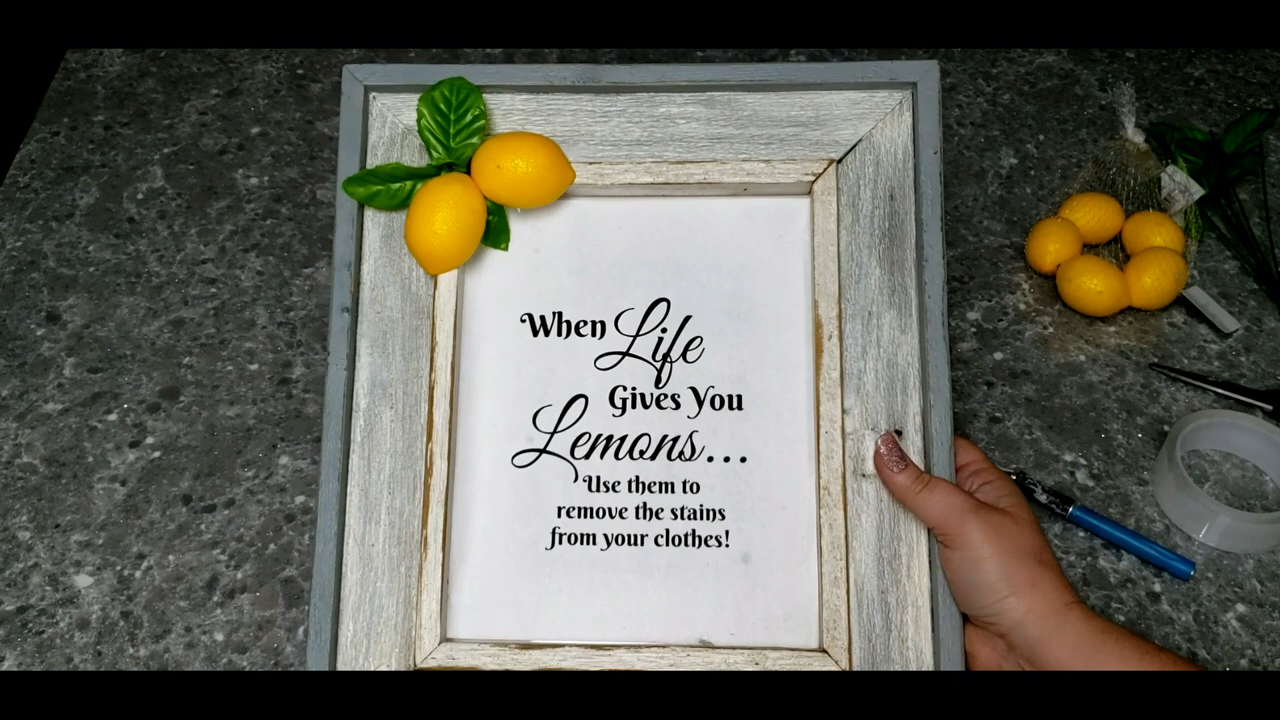 When Life
Gives You
Lemons...
Use them to
remove the stains
from your clothes!